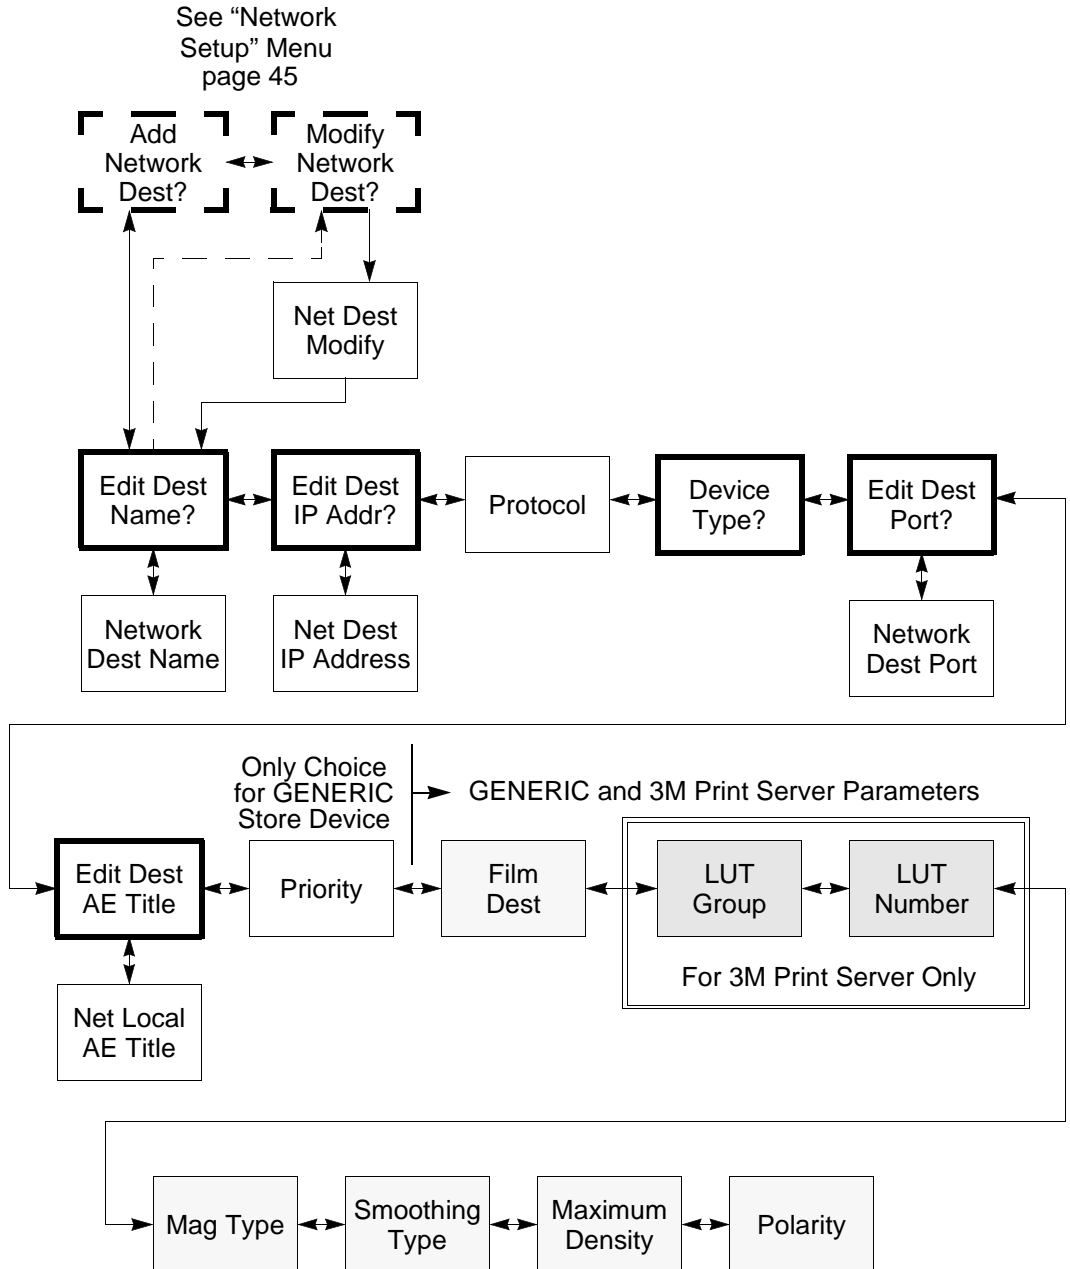 See “Network
Setup” Menu
page 45
Add
Network
Dest?
Modify
Network
Dest?
Net Dest
Modify
Edit Dest
Name?
Edit Dest
IP Addr?
Protocol
Device
Type?
Edit Dest
Port?
Network
Dest Name
Net Dest
IP Address
Network
Dest Port
Only Choice
for GENERIC
Store Device
GENERIC and 3M Print Server Parameters
Edit Dest
AE Title
Priority
Film
Dest
LUT
Group
LUT
Number
For 3M Print Server Only
Net Local
AE Title
Mag Type
Smoothing
Type
Maximum
Density
Polarity